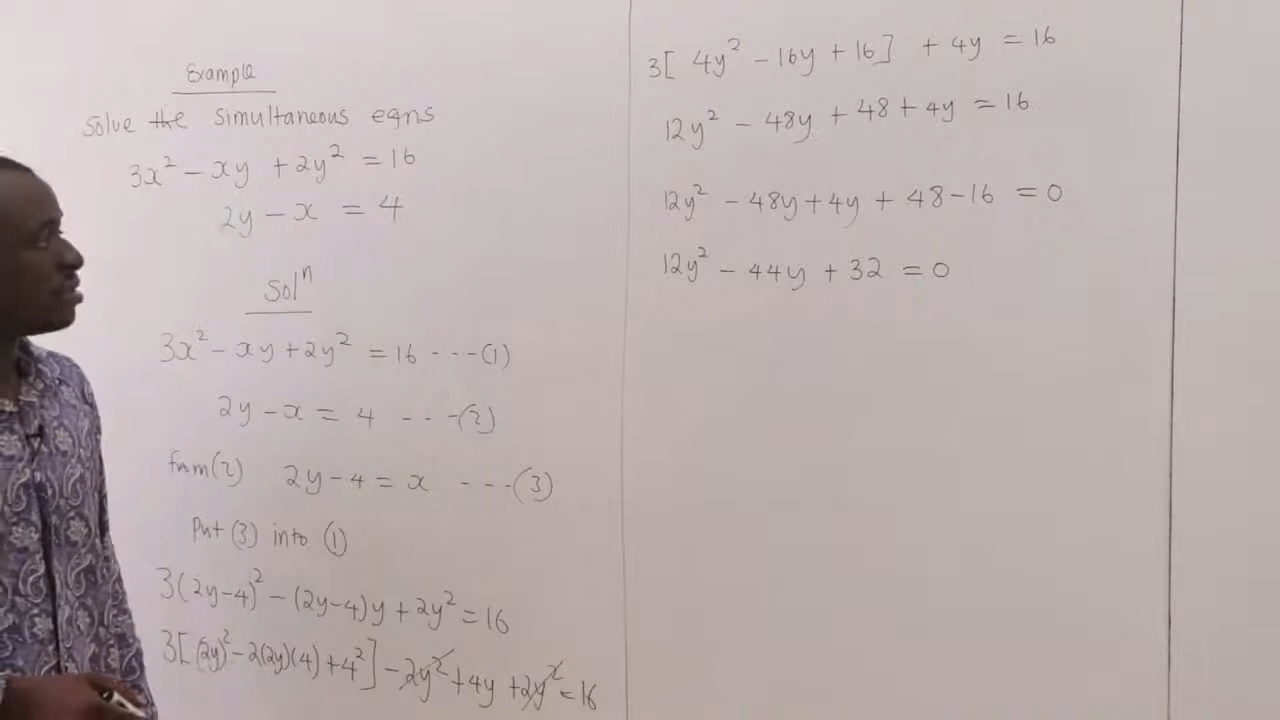 Example
Solve the simultaneous eqns
3x² - xy + 2y² = 16
2y - x = 4
Solⁿ
3x² - xy + 2y² = 16 ---(1)
2y - x = 4 ---(2)
from(2) 2y - 4 = x ---(3)
Put (3) into (1)
3(2y-4)² - (2y-4)y + 2y² = 16
3[(2y)² - 2(2y)(4) + 4²] - 2y² + 4y + 2y² = 16
3[4y² - 16y + 16] + 4y = 16
12y² - 48y + 48 + 4y = 16
12y² - 48y + 4y + 48 - 16 = 0
12y² - 44y + 32 = 0